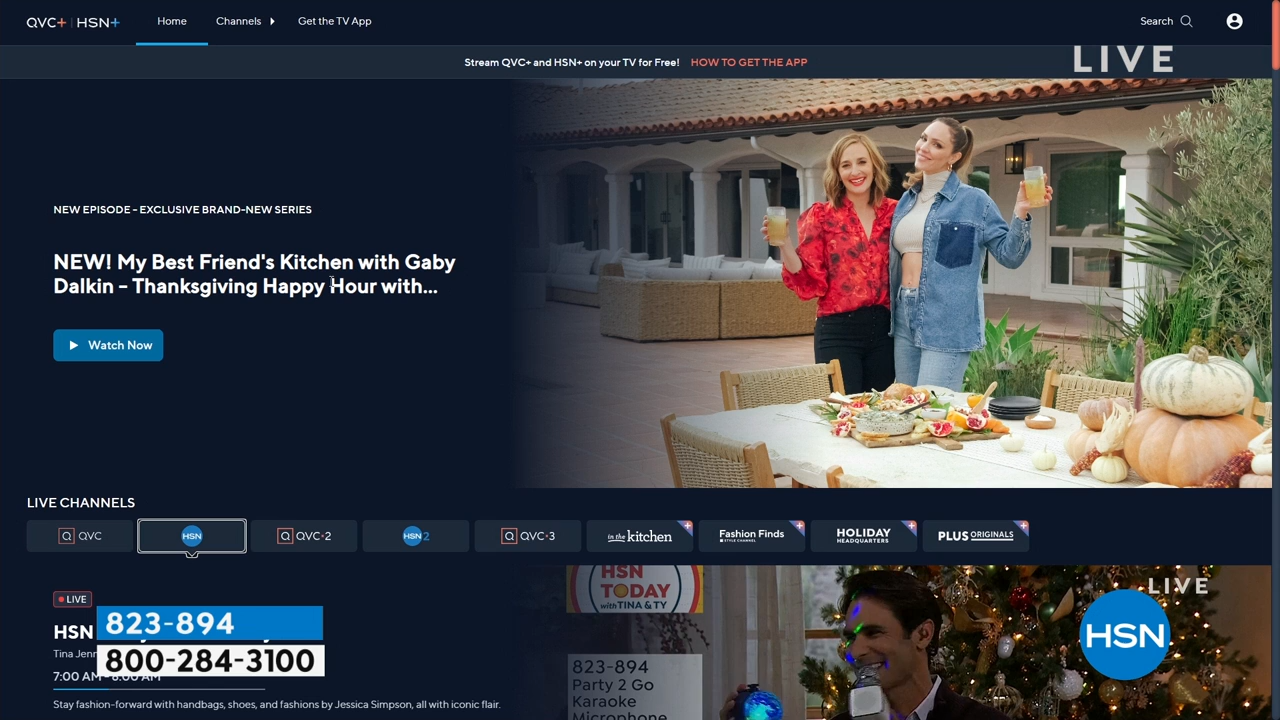 QVC+ | HSN+
Home
Channels
Get the TV App
Search
Stream QVC+ and HSN+ on your TV for Free! HOW TO GET THE APP
LIVE
NEW EPISODE - EXCLUSIVE BRAND-NEW SERIES
NEW! My Best Friend's Kitchen with Gaby
Dalkin - Thanksgiving Happy Hour with...
Watch Now
LIVE CHANNELS
Q QVC
HSN
Q QVC•2
HSN 2
Q QVC•3
in the kitchen
Fashion Finds
STYLE CHANNEL
HOLIDAY
HEADQUARTERS
PLUS ORIGINALS
LIVE
HSN
823-894
Tina Jenn
800-284-3100
7:00 AM
Stay fashion-forward with handbags, shoes, and fashions by Jessica Simpson, all with iconic flair.
HSN
TODAY
with TINA & TY
823-894
Party 2 Go
Karaoke
Microphone
LIVE
HSN